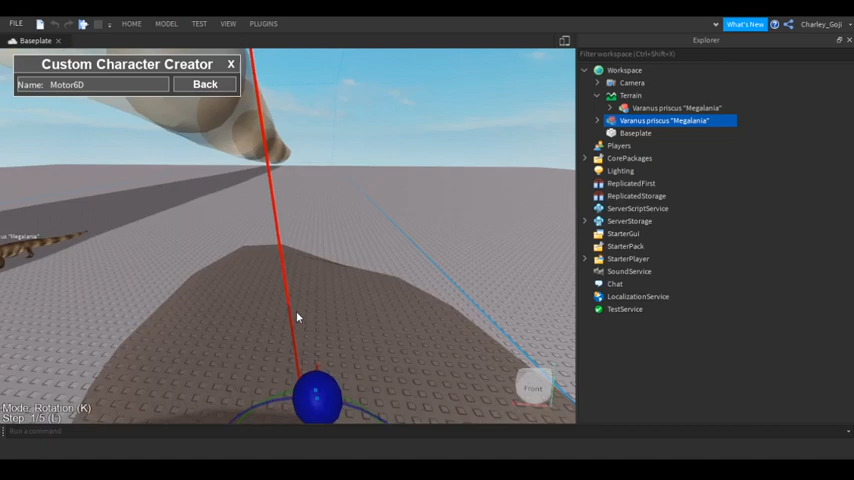 FILE HOME MODEL TEST VIEW PLUGINS What's New Charley_Goji
Baseplate
Custom Character Creator X
Name: Motor6D Back
us "Megalania"
Mode: Rotation (K)
Step: 1/5 (L)
Front
Run a command
Explorer
Filter workspace (Ctrl+Shift+X)
Workspace
Camera
Terrain
Varanus priscus "Megalania"
Varanus priscus "Megalania"
Baseplate
Players
CorePackages
Lighting
ReplicatedFirst
ReplicatedStorage
ServerScriptService
ServerStorage
StarterGui
StarterPack
StarterPlayer
SoundService
Chat
LocalizationService
TestService